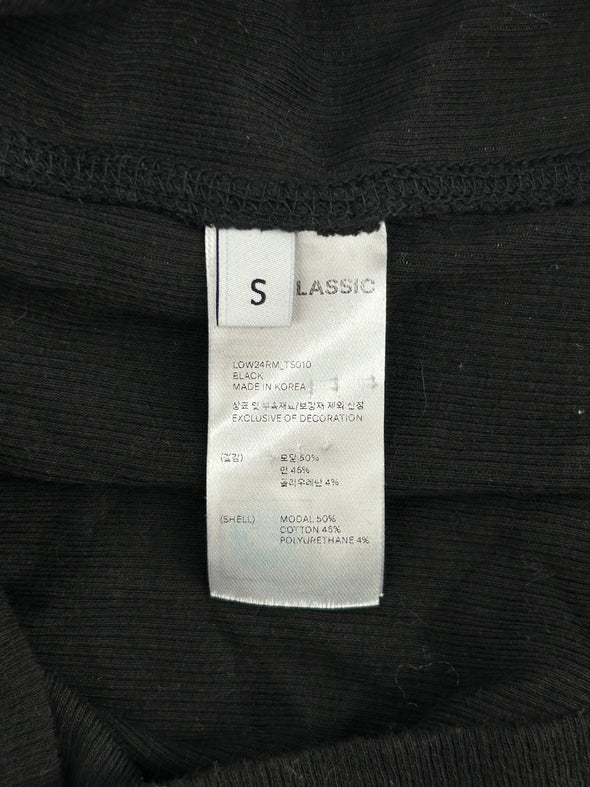 S
LASSIC
LOW24RM_TS010
BLACK
MADE IN KOREA
상표 및 부속재료/보강재 제외 산정
EXCLUSIVE OF DECORATION
(겉감) 모달 50%
면 46%
폴리우레탄 4%
(SHELL) MODAL 50%
COTTON 46%
POLYURETHANE 4%